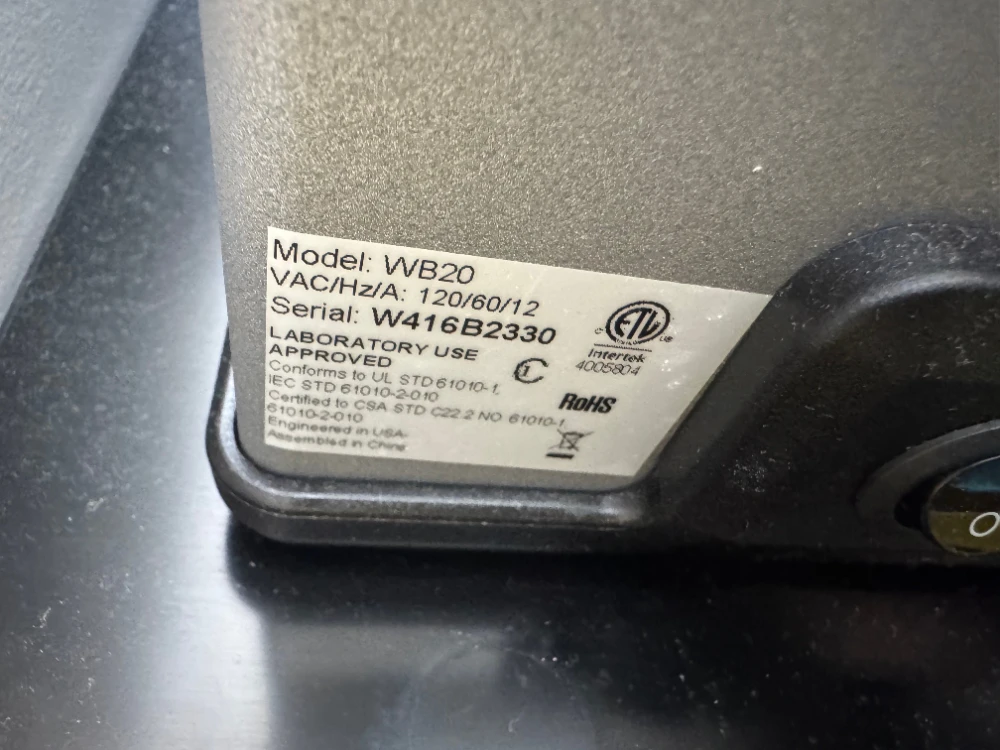 Model: WB20
VAC/Hz/A: 120/60/12
Serial: W416B2330
LABORATORY USE
APPROVED
Conforms to UL STD 61010-1,
IEC STD 61010-2-010
Certified to CSA STD C22.2 NO. 61010-1,
61010-2-010
Engineered in USA-
Assembled in China
ETL
C US
Intertek
4005804
RoHS
O